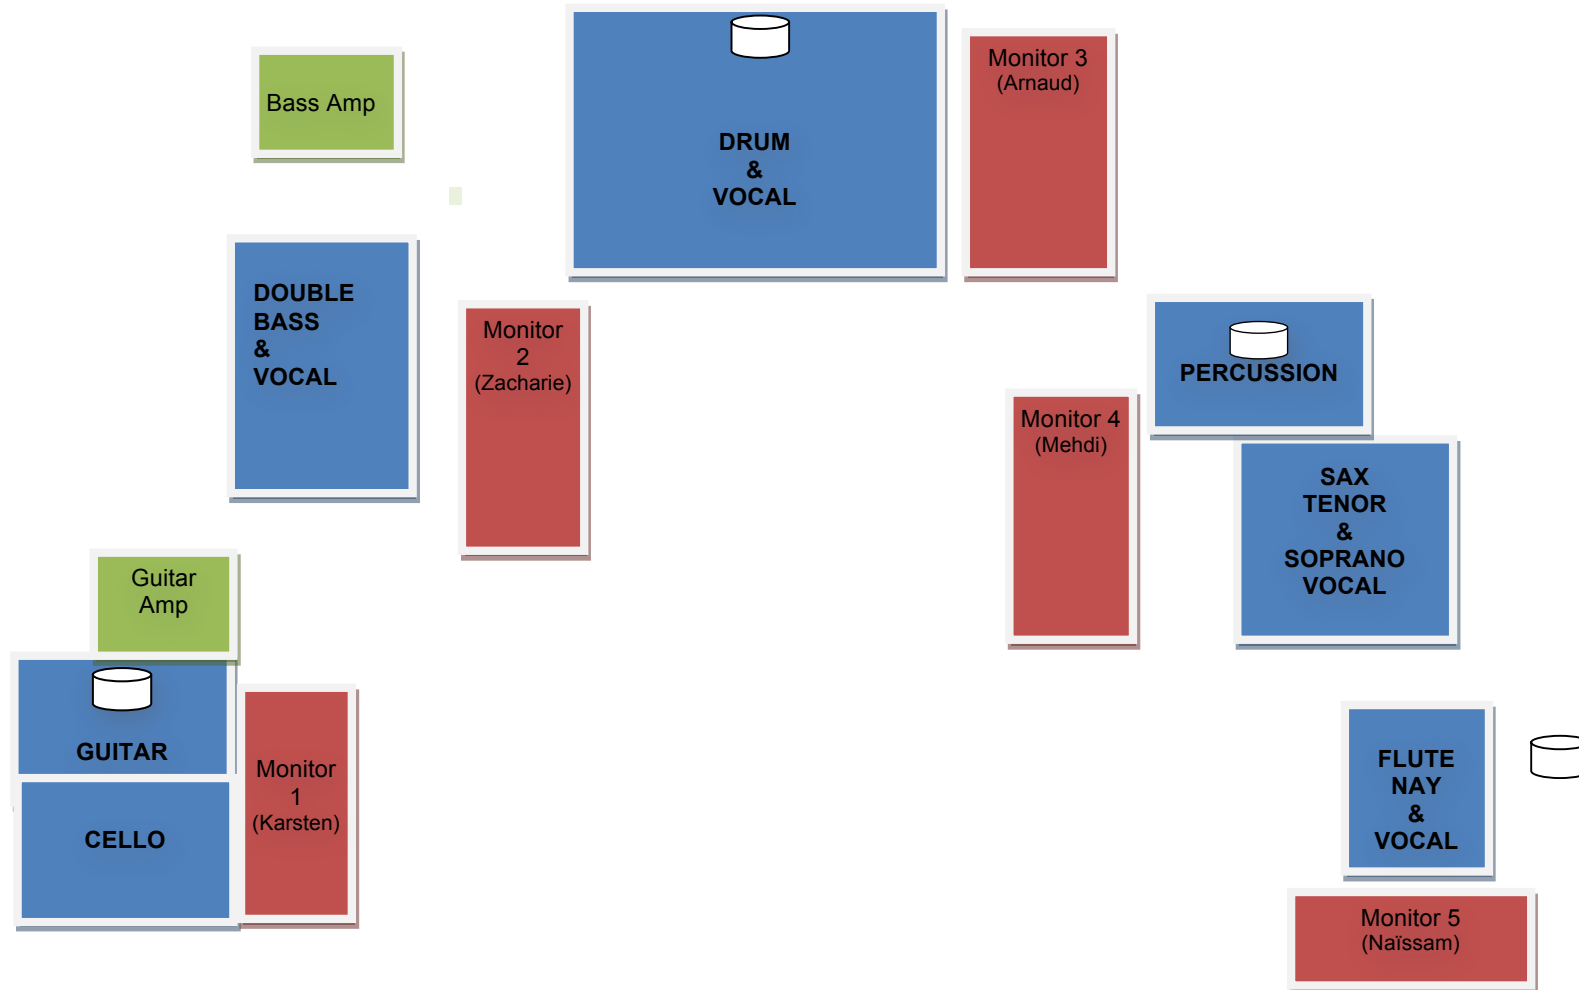 Bass Amp
DRUM
&
VOCAL
Monitor 3
(Arnaud)
DOUBLE
BASS
&
VOCAL
Monitor
2
(Zacharie)
PERCUSSION
Monitor 4
(Mehdi)
SAX
TENOR
&
SOPRANO
VOCAL
Guitar
Amp
GUITAR
CELLO
Monitor
1
(Karsten)
FLUTE
NAY
&
VOCAL
Monitor 5
(Naïssam)